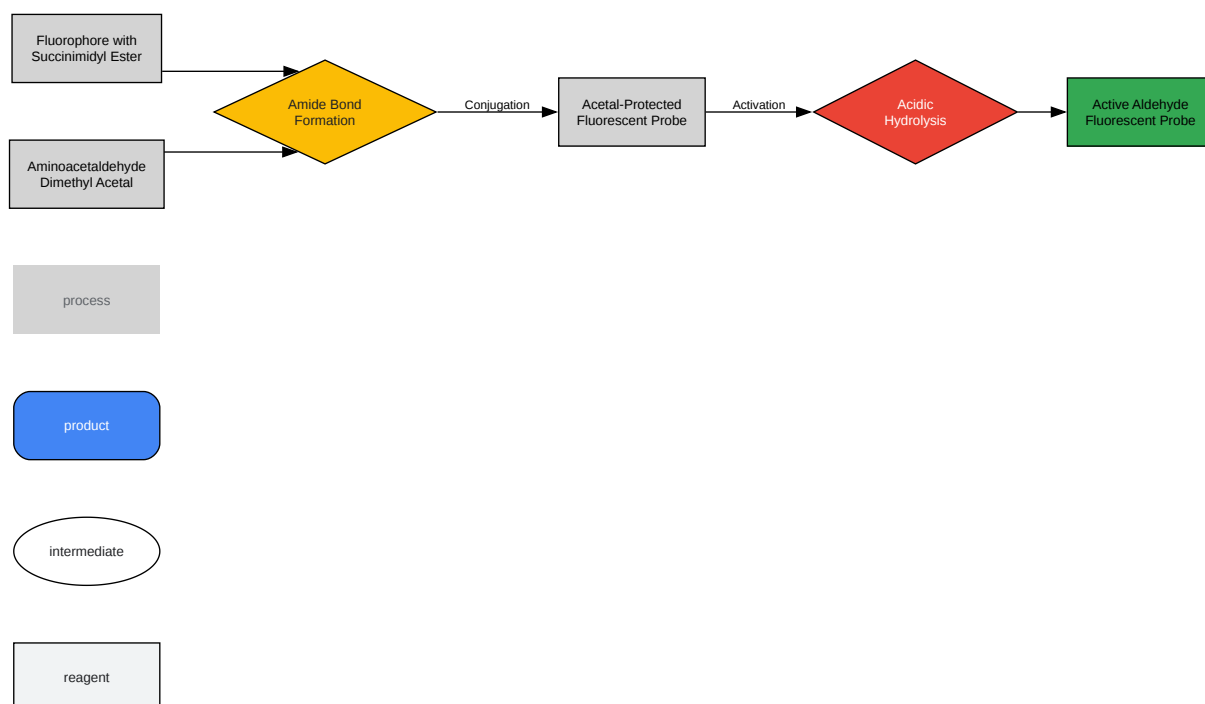 Fluorophore with
Succinimidyl Ester
Aminoacetaldehyde
Dimethyl Acetal
Amide Bond
Formation
Conjugation
Acetal-Protected
Fluorescent Probe
Activation
Acidic
Hydrolysis
Active Aldehyde
Fluorescent Probe
process
product
intermediate
reagent